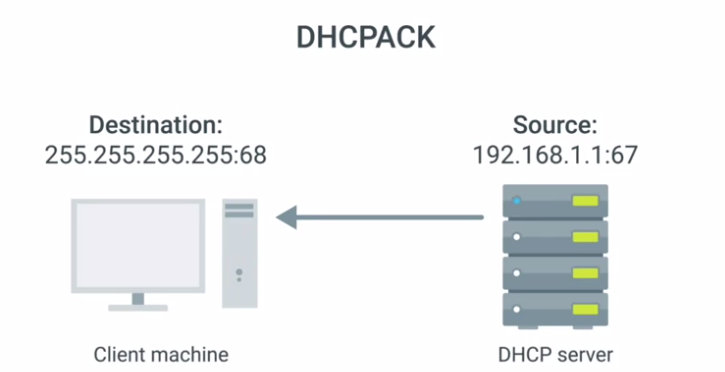 DHCPACK
Destination:
255.255.255.255:68
Source:
192.168.1.1:67
Client machine
DHCP server